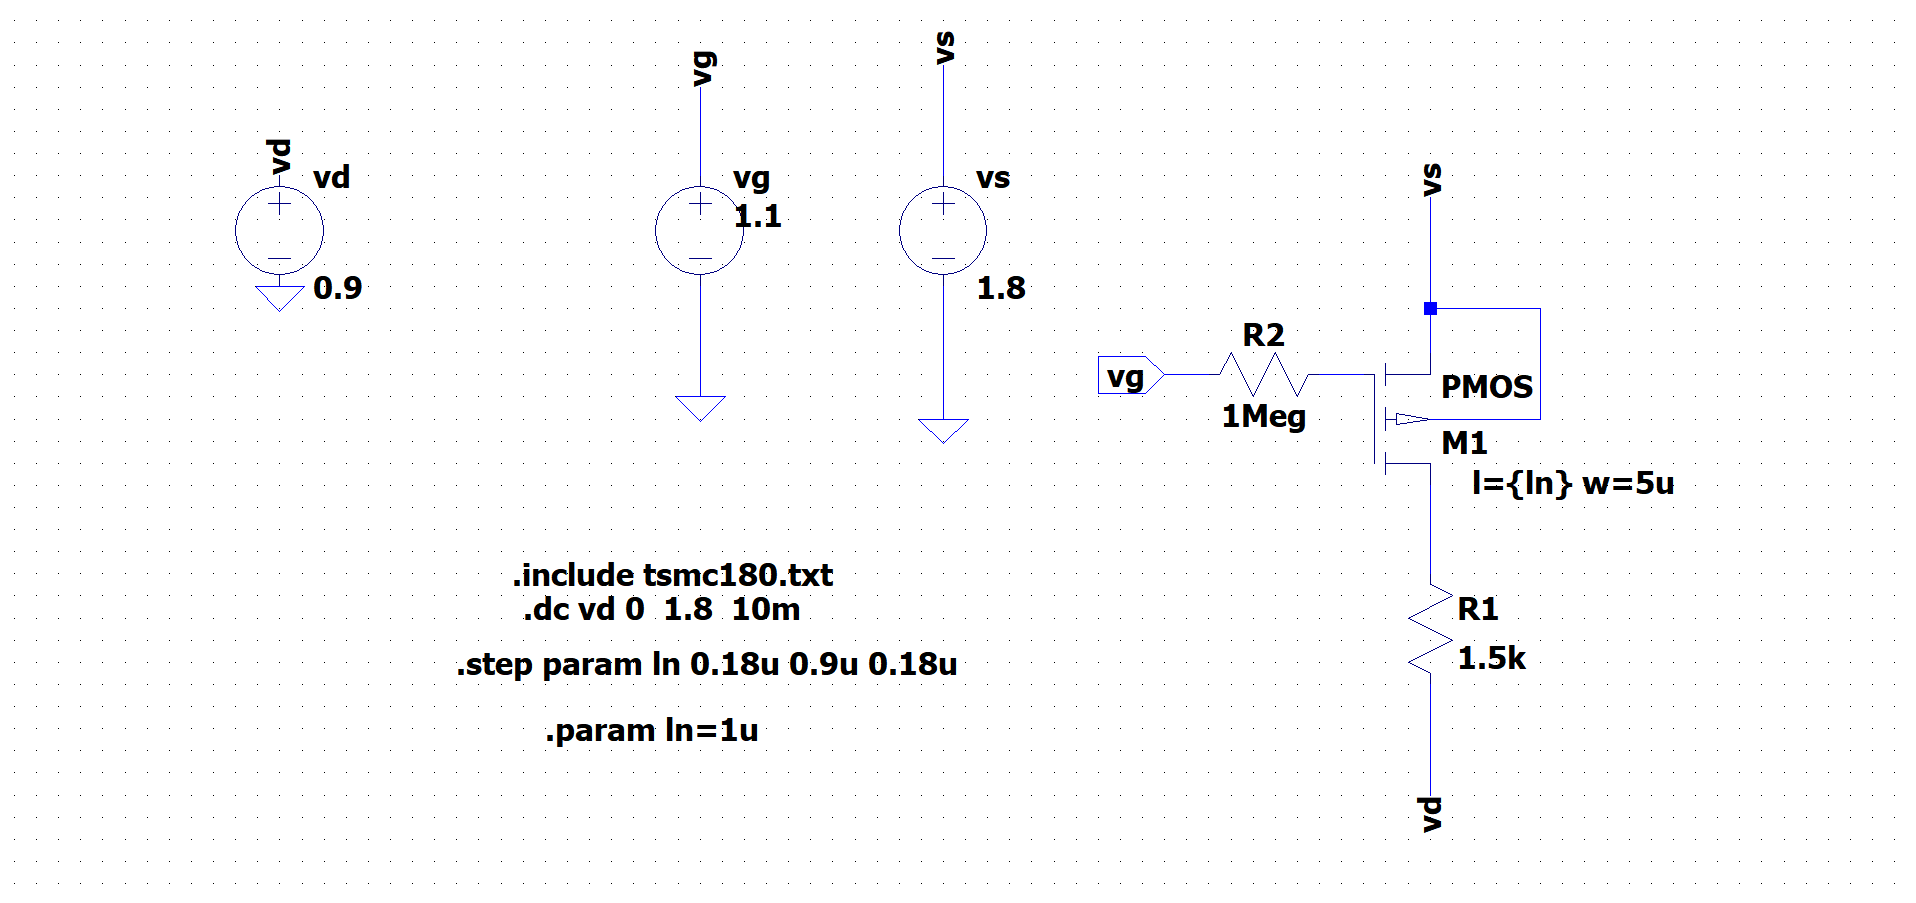 vd
vd
0.9
vg
vg
1.1
vs
vs
1.8
vs
vg
R2
1Meg
PMOS
M1
l={ln} w=5u
R1
1.5k
vd
.include tsmc180.txt
.dc vd 0 1.8 10m
.step param ln 0.18u 0.9u 0.18u
.param ln=1u